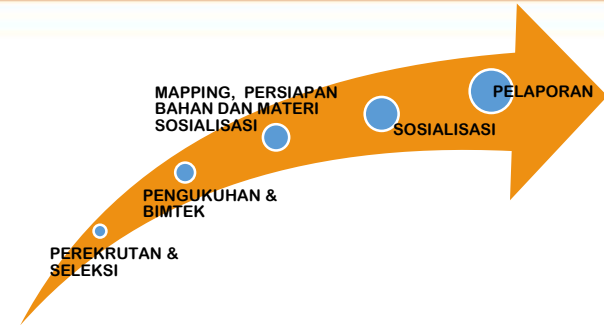 MAPPING, PERSIAPAN
BAHAN DAN MATERI
SOSIALISASI
PELAPORAN
SOSIALISASI
PENGUKUHAN &
BIMTEK
PEREKRUTAN &
SELEKSI